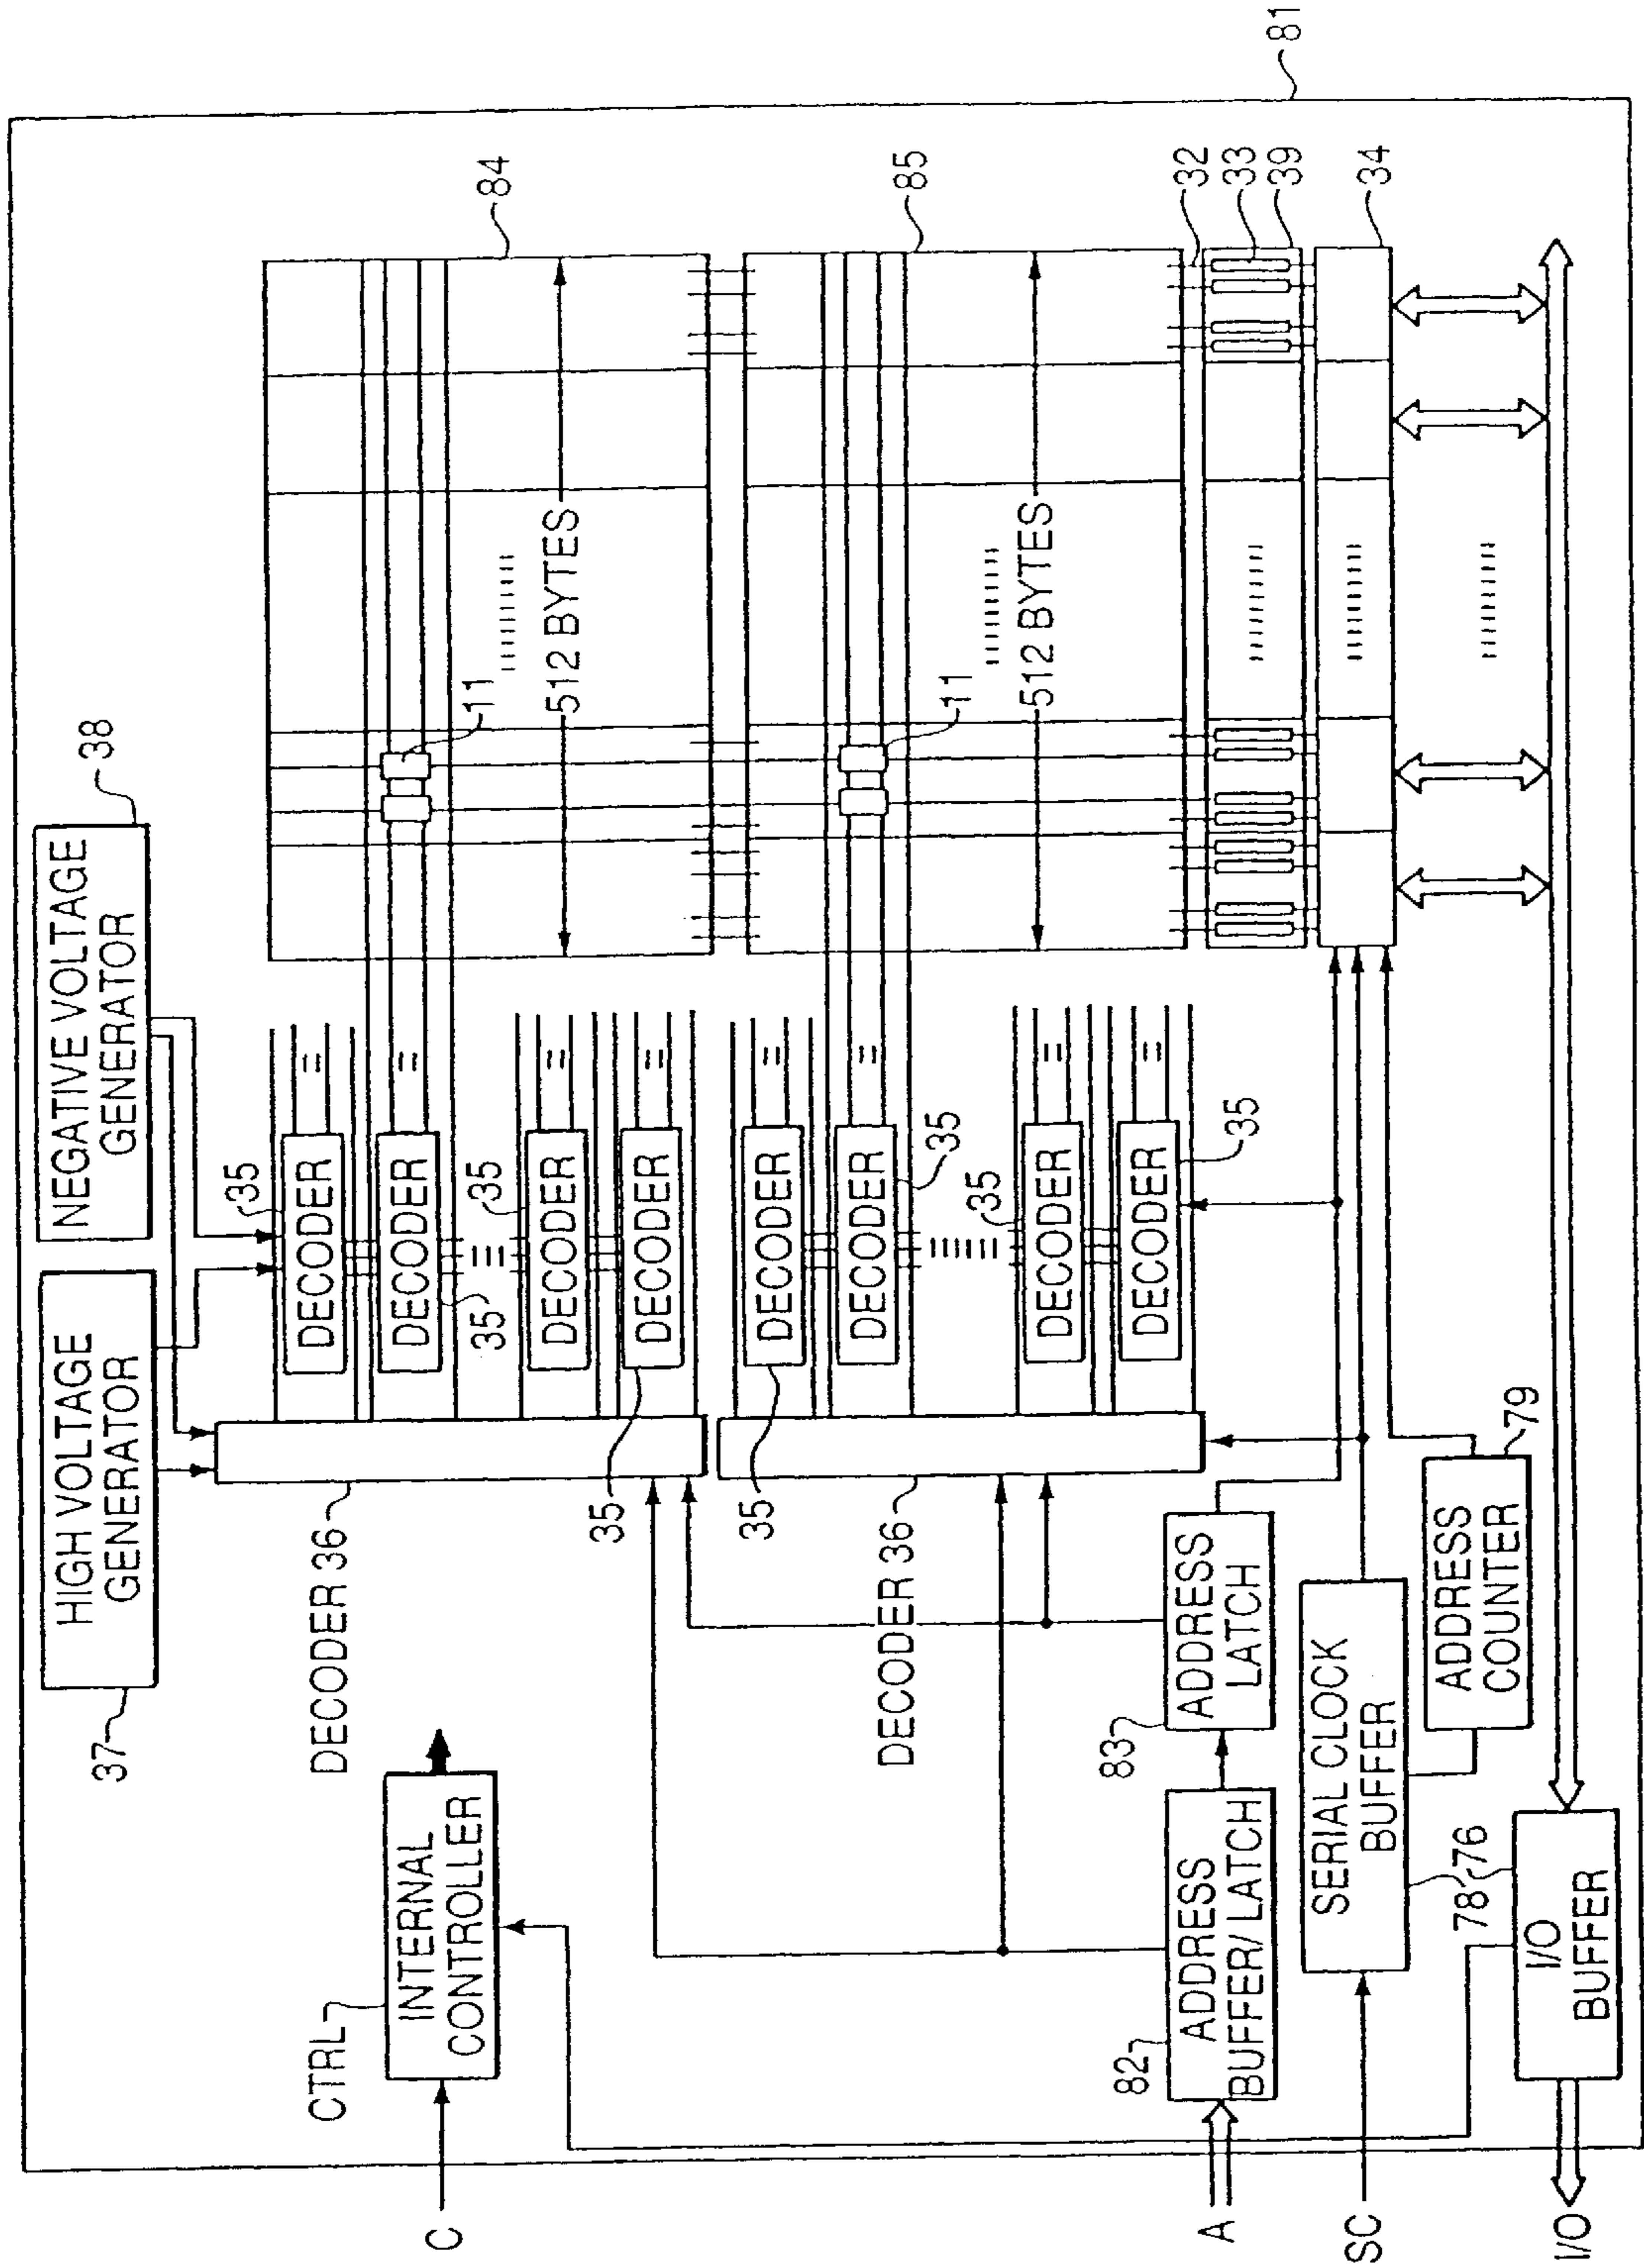 HIGH VOLTAGE
GENERATOR
37
NEGATIVE VOLTAGE
GENERATOR
38
81
CTRL
INTERNAL
CONTROLLER
C
DECODER 36
DECODER
35
DECODER
35
DECODER
35
DECODER
35
11
512 BYTES
84
DECODER 36
DECODER
35
DECODER
35
DECODER
35
DECODER
35
11
512 BYTES
85
32
33
39
34
A
82
ADDRESS
BUFFER/LATCH
83
ADDRESS
LATCH
SC
SERIAL CLOCK
BUFFER
78
ADDRESS
COUNTER
79
76
I/O
BUFFER
I/O